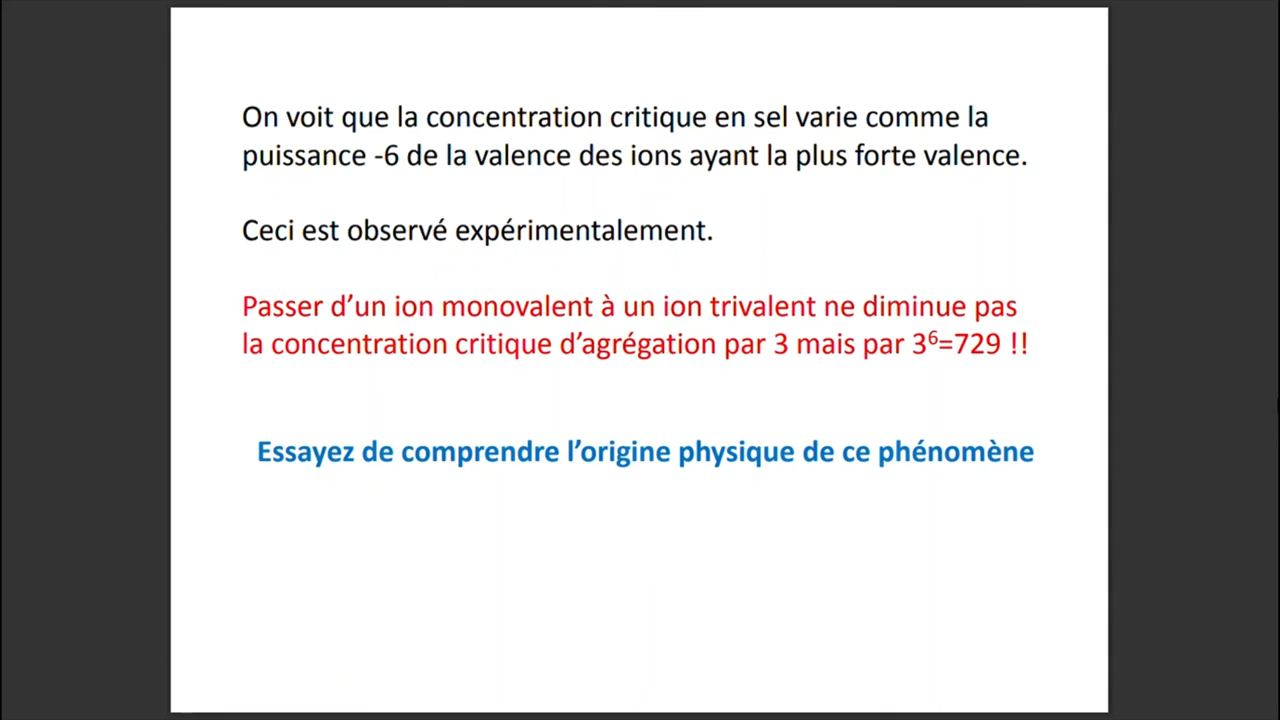 On voit que la concentration critique en sel varie comme la
puissance -6 de la valence des ions ayant la plus forte valence.
Ceci est observé expérimentalement.
Passer d’un ion monovalent à un ion trivalent ne diminue pas
la concentration critique d’agrégation par 3 mais par 3⁶=729 !!
Essayez de comprendre l’origine physique de ce phénomène